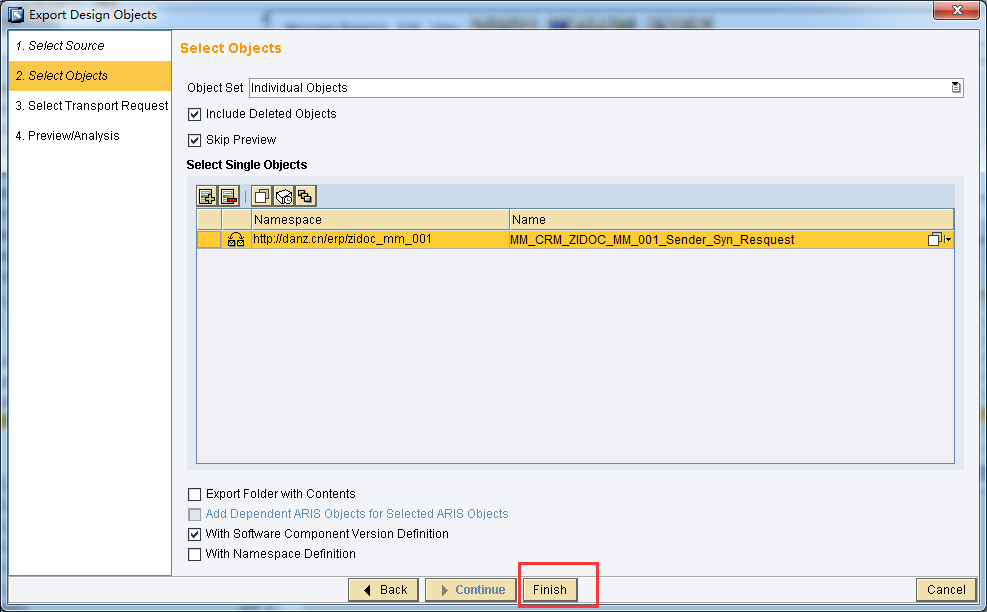 Export Design Objects
1. Select Source
2. Select Objects
3. Select Transport Request
4. Preview/Analysis
Select Objects
Object Set Individual Objects
Include Deleted Objects
Skip Preview
Select Single Objects
Namespace Name
http://danz.cn/erp/zidoc_mm_001 MM_CRM_ZIDOC_MM_001_Sender_Syn_Resquest
Export Folder with Contents
Add Dependent ARIS Objects for Selected ARIS Objects
With Software Component Version Definition
With Namespace Definition
Back Continue Finish Cancel